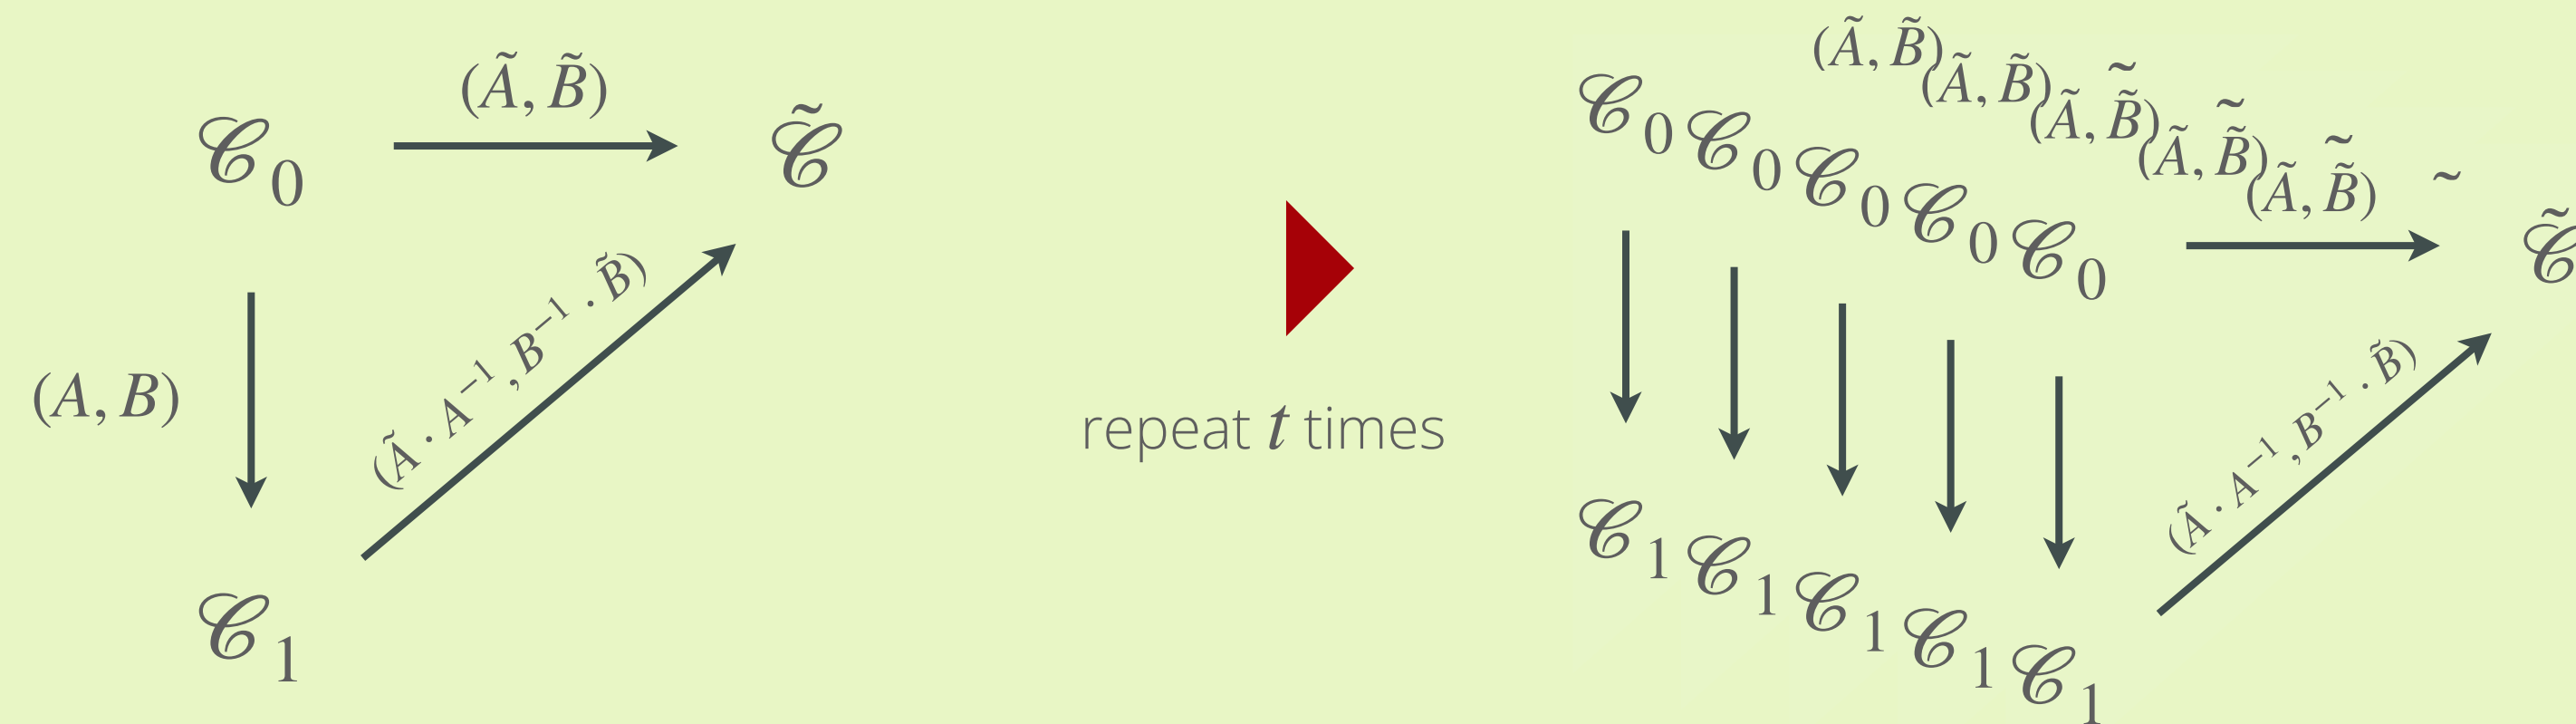 (Ã, B̃)
𝒞₀ 𝒞̃
(A, B)
(Ã · A⁻¹, B⁻¹ · B̃)
𝒞₁
repeat t times
(Ã, B̃)
(Ã, B̃)
(Ã, B̃)
(Ã, B̃)
(Ã, B̃)
𝒞₀ 𝒞₀ 𝒞₀ 𝒞₀ 𝒞₀ 𝒞̃
(Ã · A⁻¹, B⁻¹ · B̃)
𝒞₁ 𝒞₁ 𝒞₁ 𝒞₁ 𝒞₁